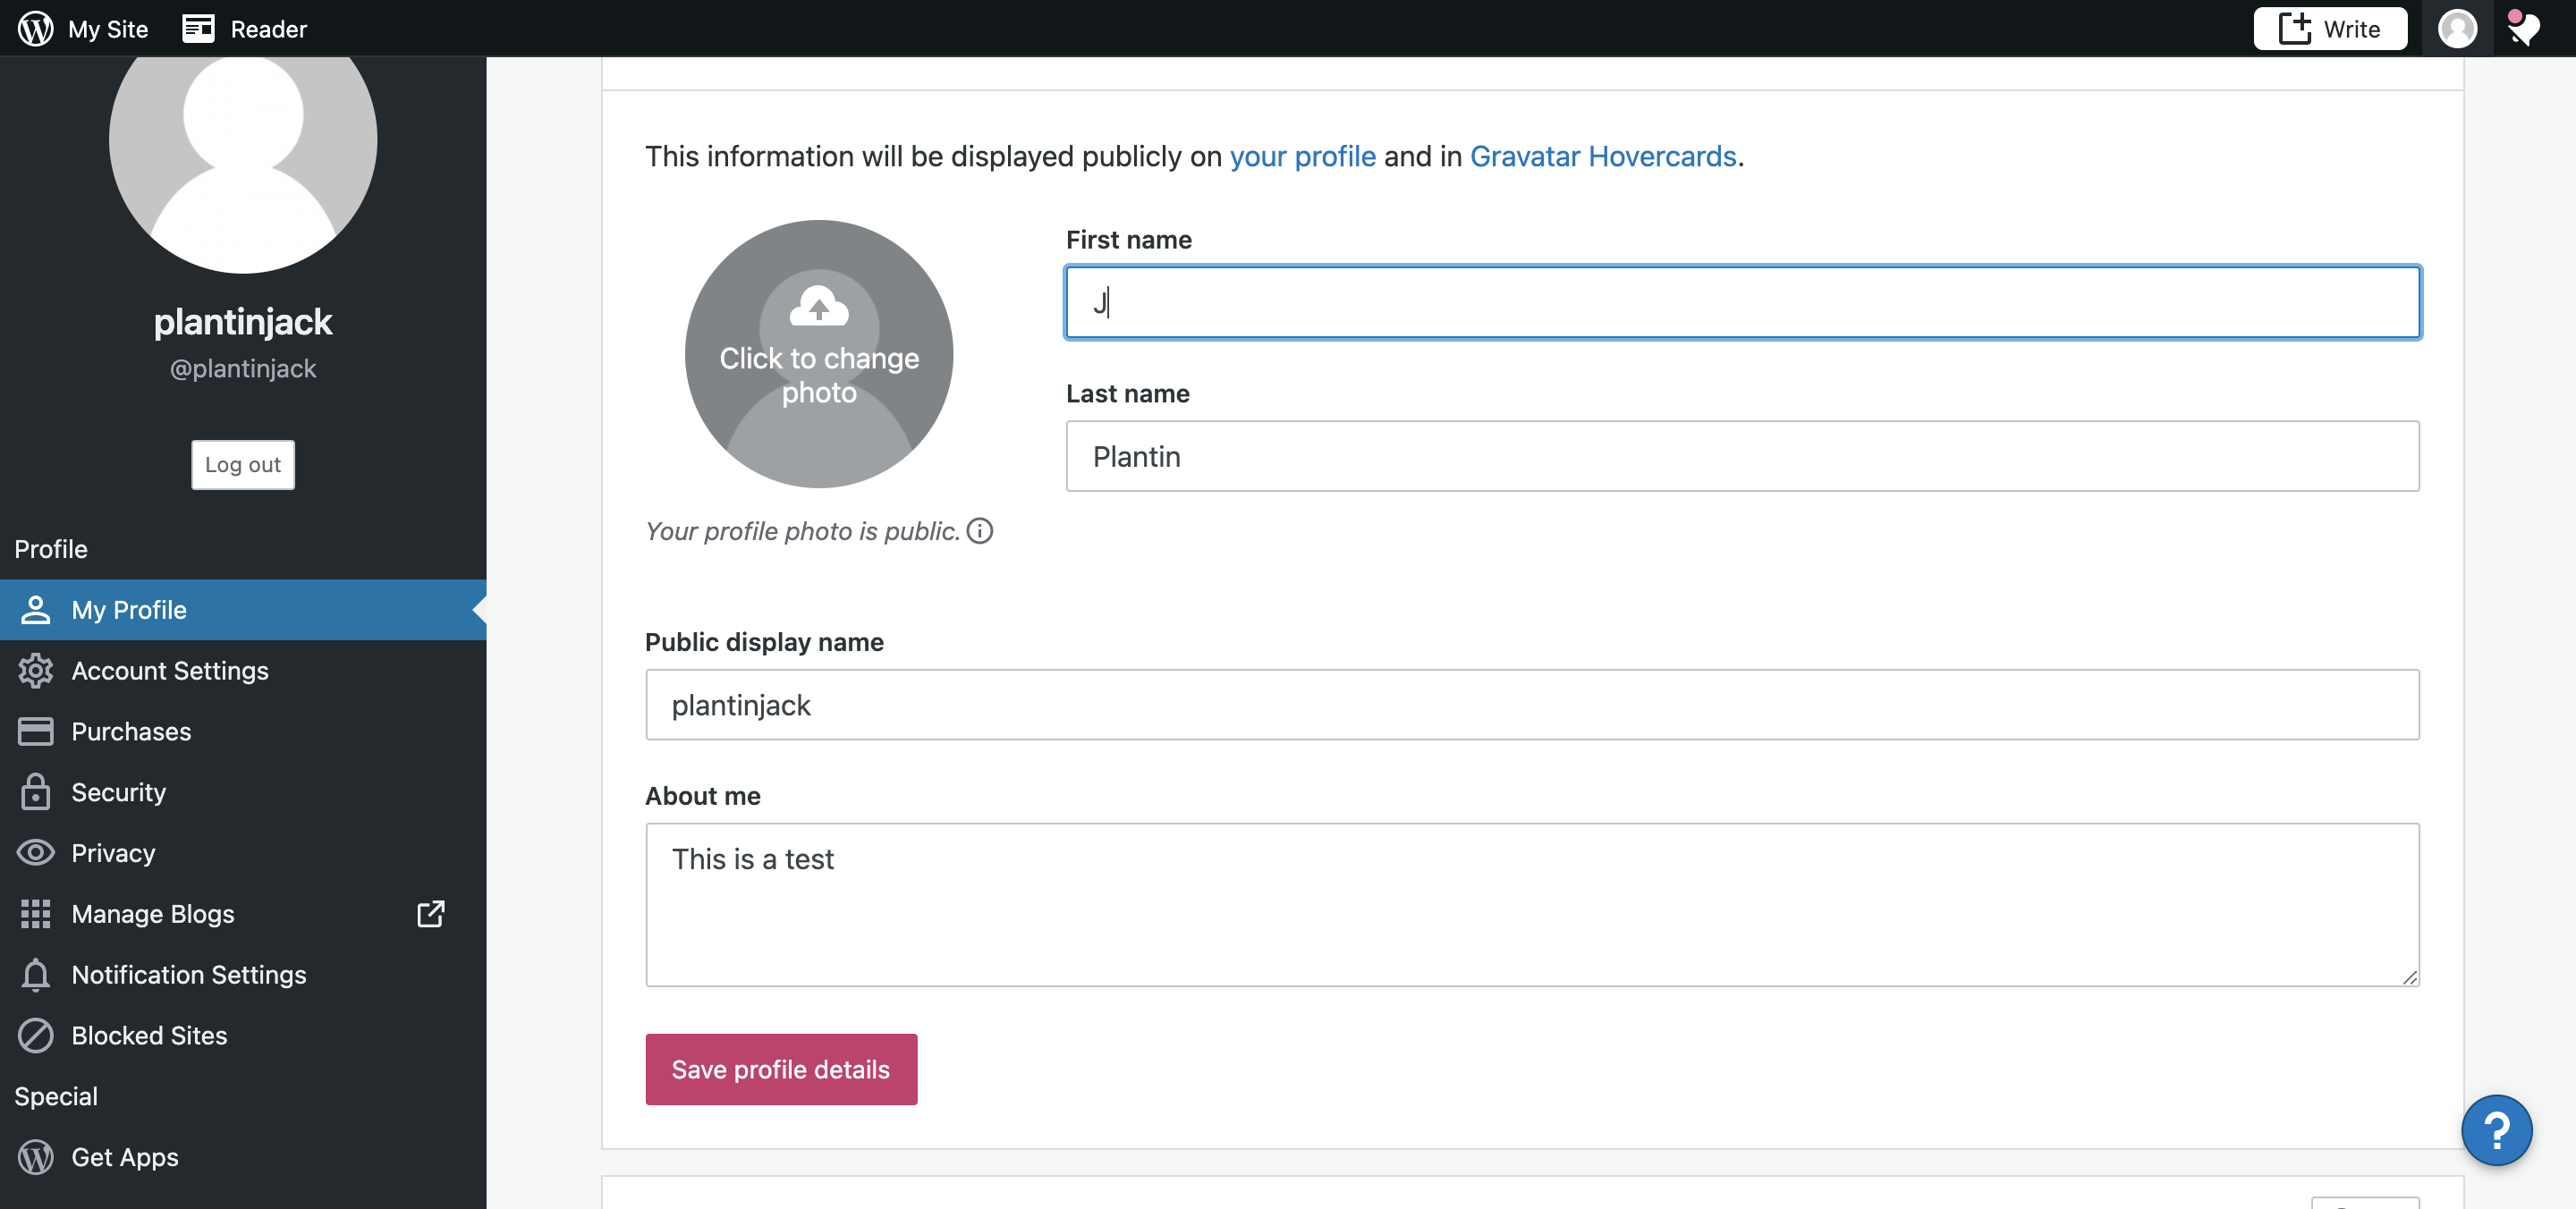 My Site
Reader
Write
plantinjack
@plantinjack
Log out
Profile
My Profile
Account Settings
Purchases
Security
Privacy
Manage Blogs
Notification Settings
Blocked Sites
Special
Get Apps
This information will be displayed publicly on your profile and in Gravatar Hovercards.
Click to change
photo
Your profile photo is public.
First name
J
Last name
Plantin
Public display name
plantinjack
About me
This is a test
Save profile details
?